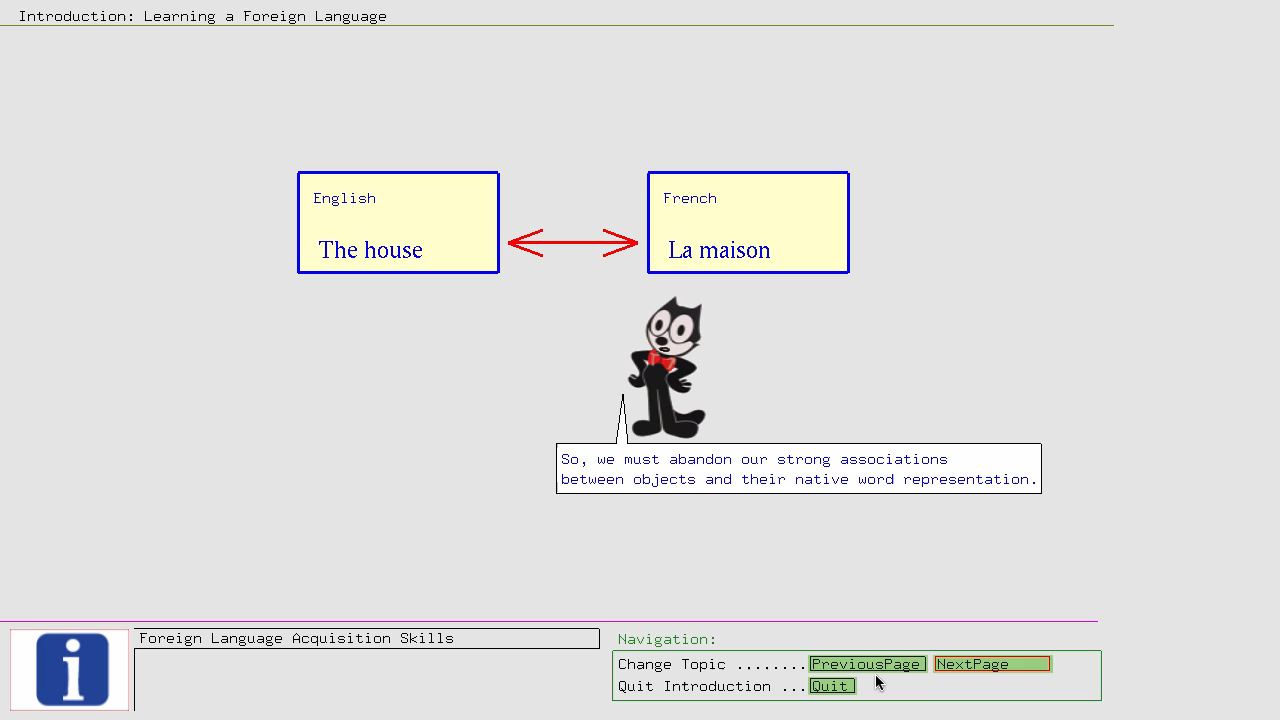 Introduction: Learning a Foreign Language
English
The house
French
La maison
So, we must abandon our strong associations
between objects and their native word representation.
Foreign Language Acquisition Skills
Navigation:
Change Topic ........PreviousPage NextPage
Quit Introduction ...Quit